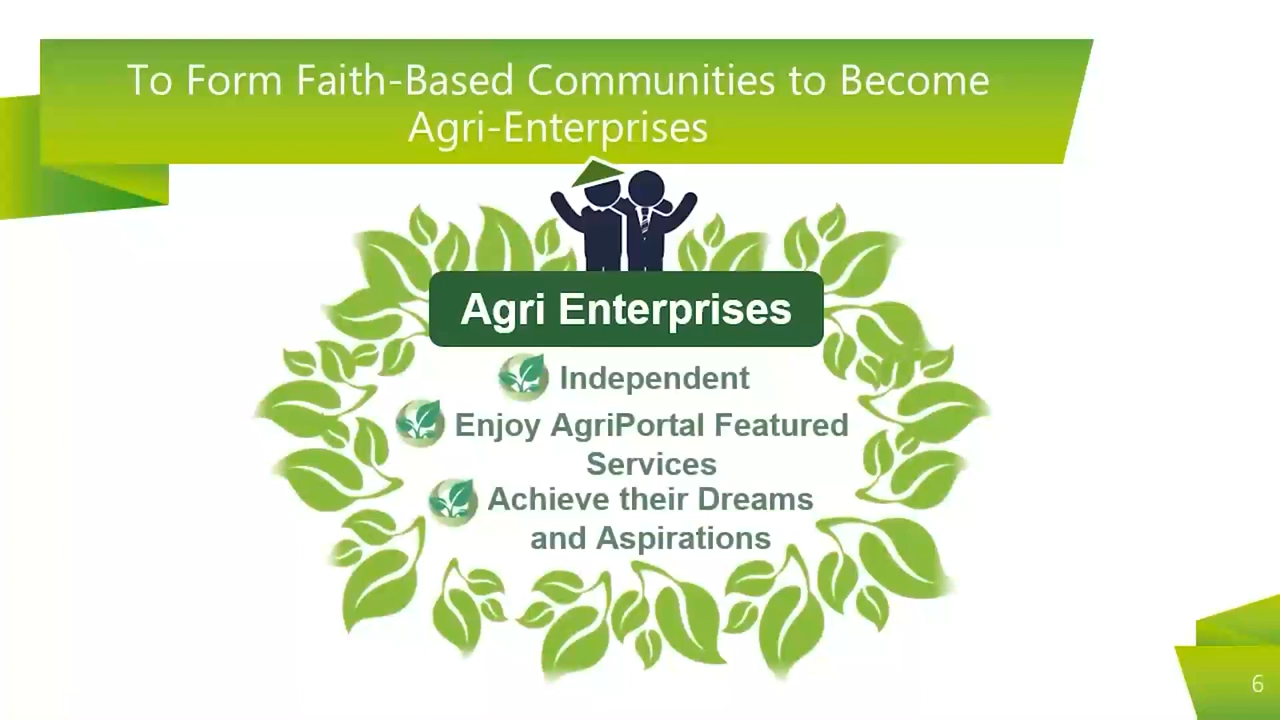 To Form Faith-Based Communities to Become
Agri-Enterprises
Agri Enterprises
Independent
Enjoy AgriPortal Featured
Services
Achieve their Dreams
and Aspirations
6